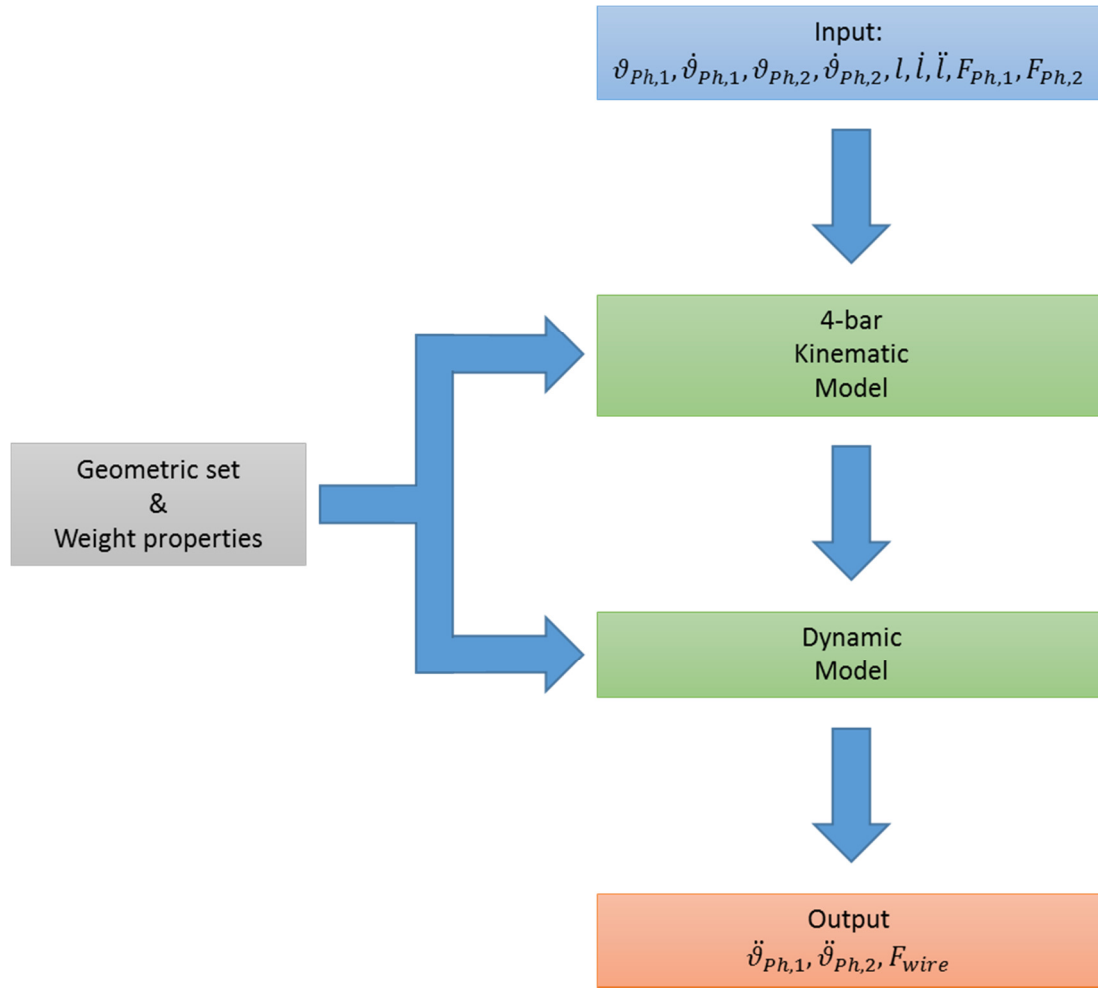 Input:
𝜗_{Ph,1}, 𝜗̇_{Ph,1}, 𝜗_{Ph,2}, 𝜗̇_{Ph,2}, l, l̇, l̈, F_{Ph,1}, F_{Ph,2}
4-bar
Kinematic
Model
Geometric set
&
Weight properties
Dynamic
Model
Output
𝜗̈_{Ph,1}, 𝜗̈_{Ph,2}, F_{wire}